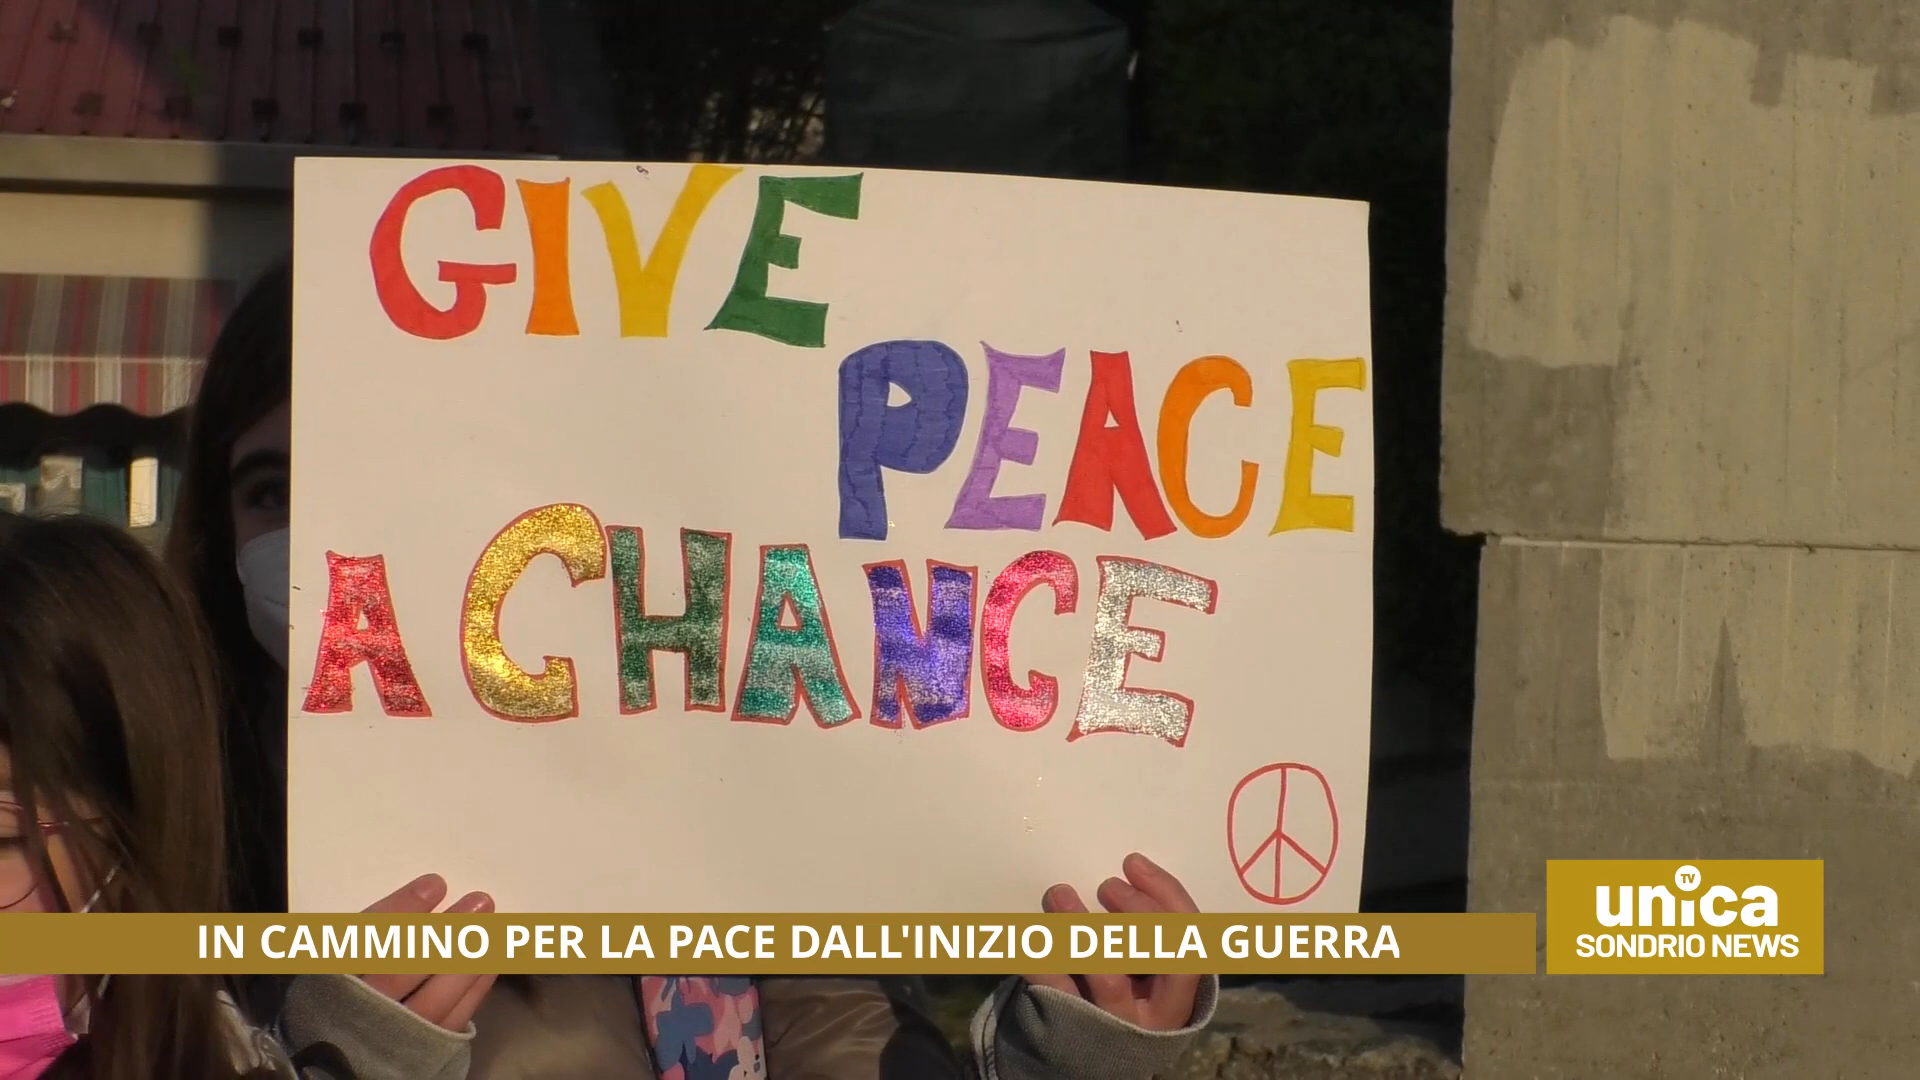 GIVE
PEACE
A CHANCE
IN CAMMINO PER LA PACE DALL'INIZIO DELLA GUERRA
TV
unica
SONDRIO NEWS